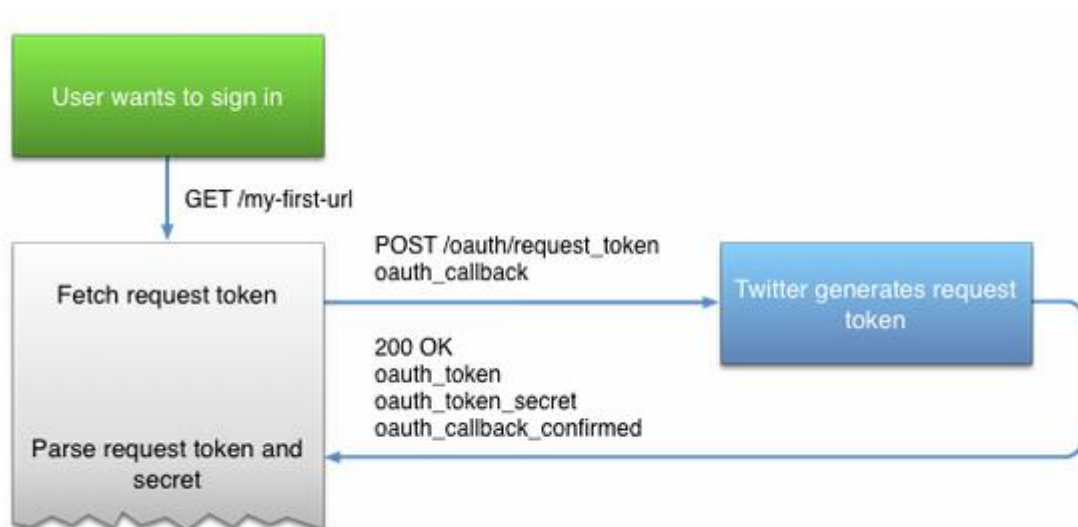 User wants to sign in
GET /my-first-url
POST /oauth/request_token
oauth_callback
Fetch request token
Twitter generates request
token
200 OK
oauth_token
oauth_token_secret
oauth_callback_confirmed
Parse request token and
secret